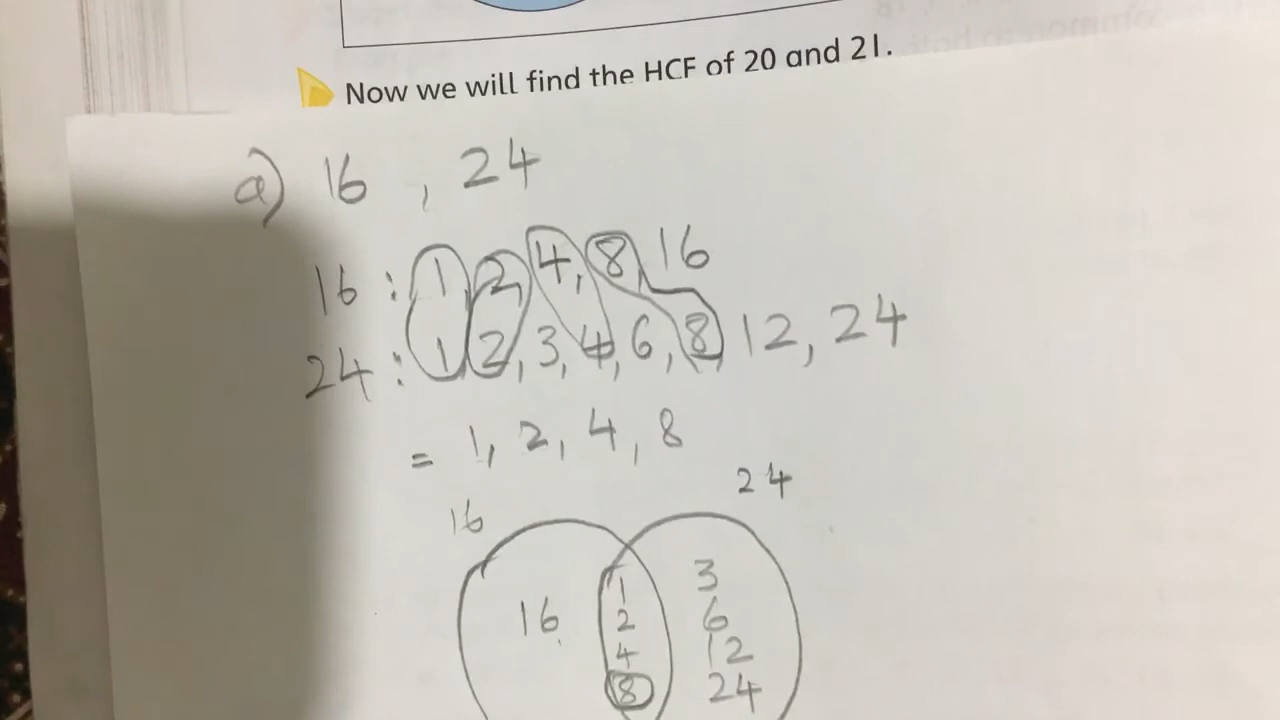 Now we will find the HCF of 20 and 21.
a) 16 , 24
16 : 1, 2, 4, 8, 16
24 : 1 2, 3, 4, 6, 8, 12, 24
= 1, 2, 4, 8
16
24
16
1
2
4
8
3
6
12
24